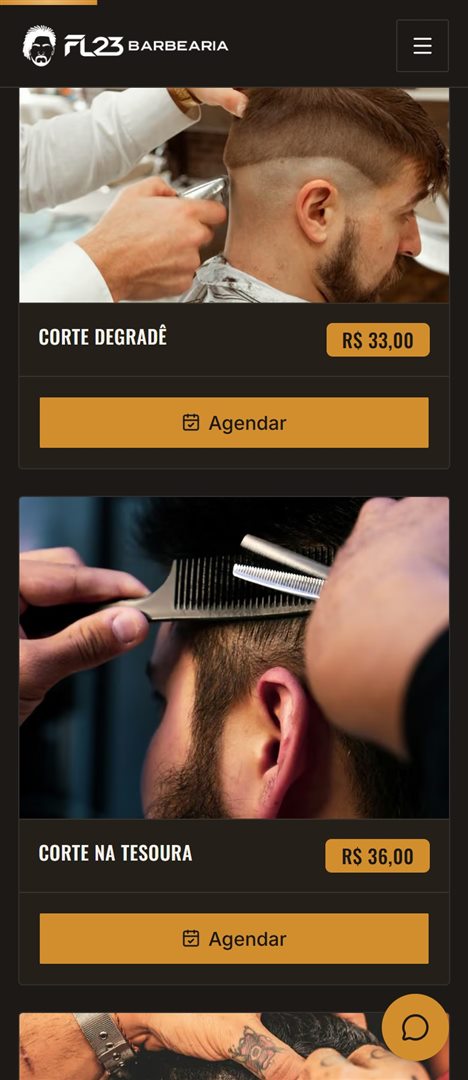 FL23 BARBEARIA
CORTE DEGRADÊ
R$ 33,00
Agendar
CORTE NA TESOURA
R$ 36,00
Agendar